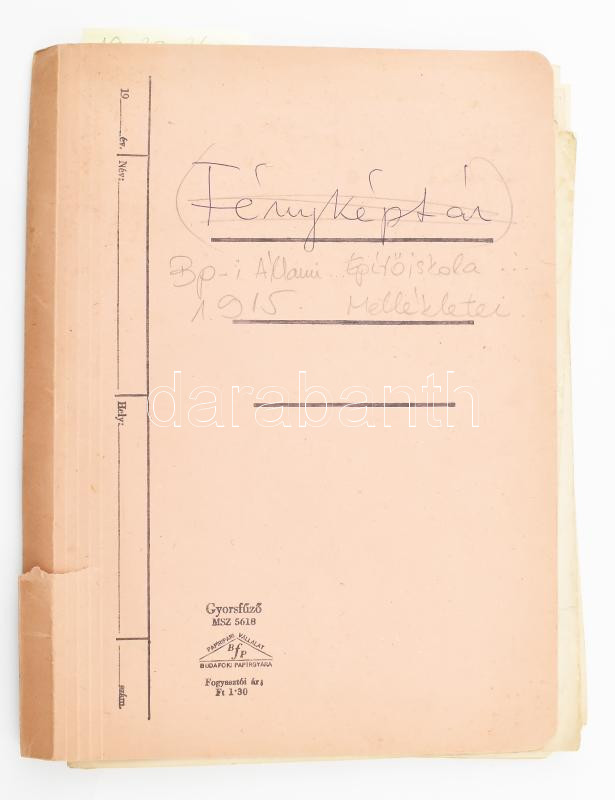 Fényképtár
Bp-i Állami Építőiskola ...
1915. Mellékletei
darabanth
19 év.
Név:
Hely:
szám.
Gyorsfűző
MSZ 5618
PAPÍRIPARI VÁLLALAT
BfP
BUDAFOKI PAPÍRGYÁRA
Fogyasztói ár:
Ft 1·30